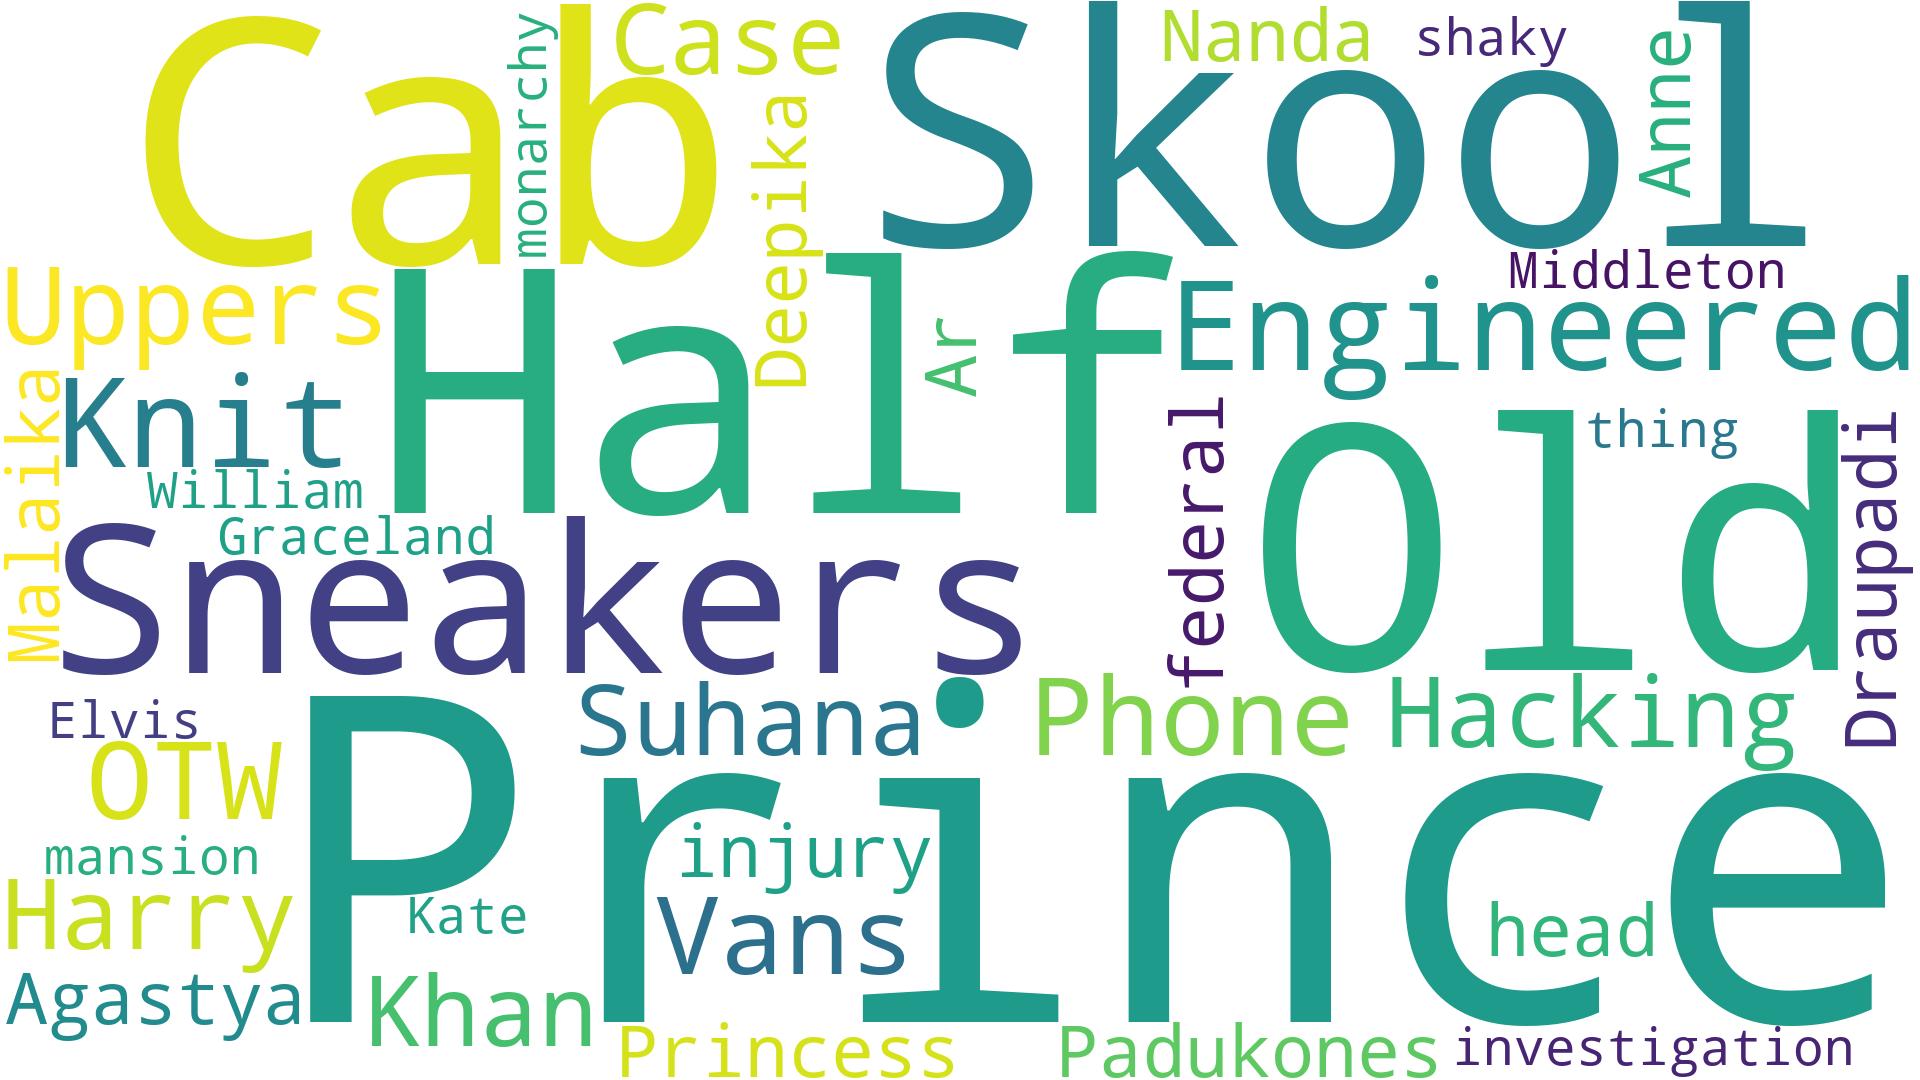 Cab
monarchy
Case
Skool
Nanda
shaky
Anne
Deepika
Middleton
Uppers
Half
Ar
Engineered
Malaika
Knit
federal
Old
thing
Draupadi
William
Graceland
Sneakers
Elvis
Suhana
Phone
Hacking
OTW
Prince
mansion
injury
Harry
Kate
Vans
head
Agastya
Khan
Princess
Padukones
investigation